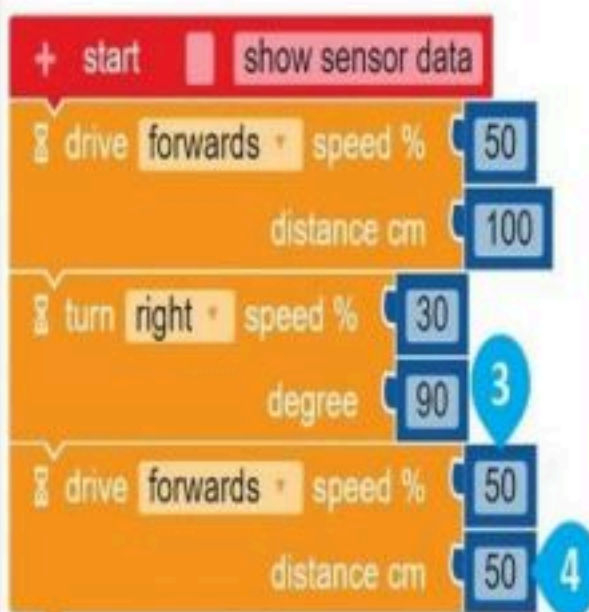 + start show sensor data
drive forwards speed % 50
distance cm 100
turn right speed % 30
degree 90
3
drive forwards speed % 50
distance cm 50 4